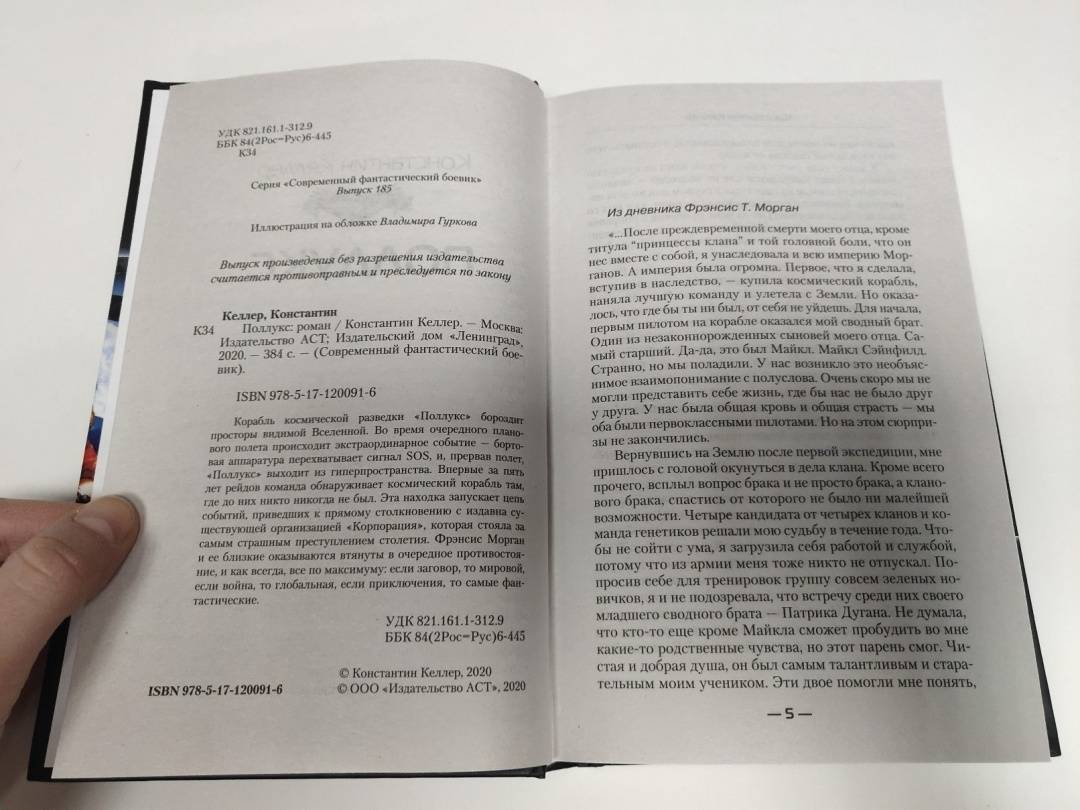 УДК 821.161.1-312.9
ББК 84(2Рос=Рус)6-445
К34
Серия «Современный фантастический боевик»
Выпуск 185
Иллюстрация на обложке Владимира Гуркова
Выпуск произведения без разрешения издательства
считается противоправным и преследуется по закону
Келлер, Константин
К34 Поллукс: роман / Константин Келлер. — Москва:
Издательство АСТ; Издательский дом «Ленинград»,
2020. — 384 с. — (Современный фантастический бое-
вик).
ISBN 978-5-17-120091-6
Корабль космической разведки «Поллукс» бороздит
просторы видимой Вселенной. Во время очередного плано-
вого полета происходит экстраординарное событие — борто-
вая аппаратура перехватывает сигнал SOS, и, прервав полет,
«Поллукс» выходит из гиперпространства. Впервые за пять
лет рейдов команда обнаруживает космический корабль там,
где до них никто никогда не был. Эта находка запускает цепь
событий, приведших к прямому столкновению с издавна су-
ществующей организацией «Корпорация», которая стояла за
самым страшным преступлением столетия. Фрэнсис Морган
и ее близкие оказываются втянуты в очередное противостоя-
ние, и как всегда, все по максимуму: если заговор, то мировой,
если война, то глобальная, если приключения, то самые фан-
тастические.
УДК 821.161.1-312.9
ББК 84(2Рос=Рус)6-445
© Константин Келлер, 2020
ISBN 978-5-17-120091-6 © ООО «Издательство АСТ», 2020
Из дневника Фрэнсис Т. Морган
«...После преждевременной смерти моего отца, кроме
титула "принцессы клана" и той головной боли, что он
нес вместе с собой, я унаследовала и всю империю Мор-
ганов. А империя была огромна. Первое, что я сделала,
вступив в наследство, — купила космический корабль,
наняла лучшую команду и улетела с Земли. Но оказа-
лось, что где бы ты ни был, от себя не уйдешь. Для начала,
первым пилотом на корабле оказался мой сводный брат.
Один из незаконнорожденных сыновей моего отца. Са-
мый старший. Да-да, это был Майкл. Майкл Сэйнфилд.
Странно, но мы поладили. У нас возникло это необъяс-
нимое взаимопонимание с полуслова. Очень скоро мы не
могли представить себе жизнь, где бы нас не было друг
у друга. У нас была общая кровь и общая страсть — мы
оба были первоклассными пилотами. Но на этом сюрпри-
зы не закончились.
Вернувшись на Землю после первой экспедиции, мне
пришлось с головой окунуться в дела клана. Кроме всего
прочего, всплыл вопрос брака и не просто брака, а клано-
вого брака, спастись от которого не было ни малейшей
возможности. Четыре кандидата от четырех кланов и ко-
манда генетиков решали мою судьбу в течение года. Что-
бы не сойти с ума, я загрузила себя работой и службой,
потому что из армии меня тоже никто не отпускал. По-
просив себе для тренировок группу совсем зеленых но-
вичков, я и не подозревала, что встречу среди них своего
младшего сводного брата — Патрика Дугана. Не думала,
что кто-то еще кроме Майкла сможет пробудить во мне
какие-то родственные чувства, но этот парень смог. Чи-
стая и добрая душа, он был самым талантливым и стара-
тельным моим учеником. Эти двое помогли мне понять,
— 5 —